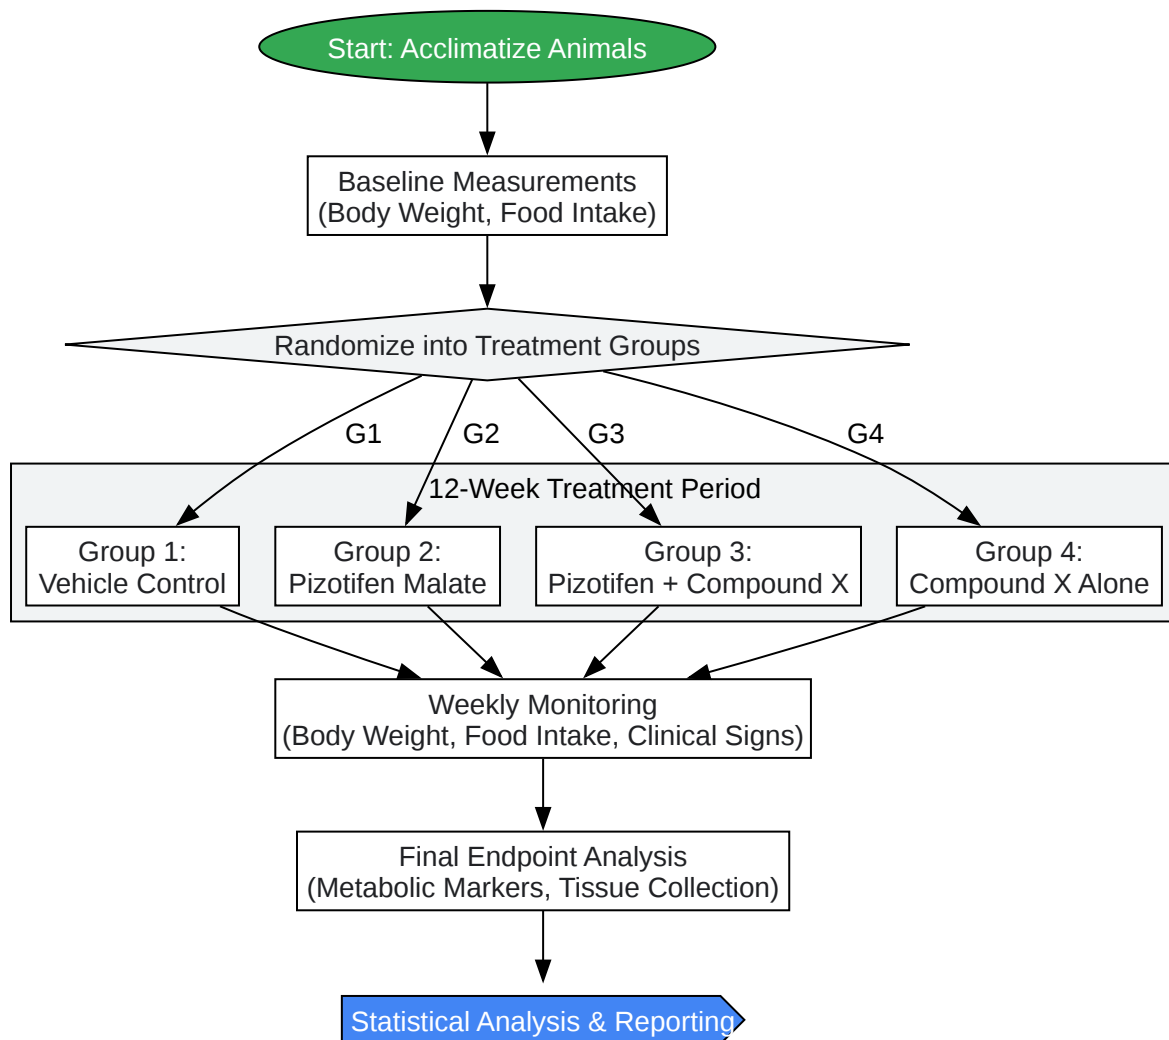 Start: Acclimatize Animals
Baseline Measurements
(Body Weight, Food Intake)
Randomize into Treatment Groups
G1
G2
G3
G4
12-Week Treatment Period
Group 1:
Vehicle Control
Group 2:
Pizotifen Malate
Group 3:
Pizotifen + Compound X
Group 4:
Compound X Alone
Weekly Monitoring
(Body Weight, Food Intake, Clinical Signs)
Final Endpoint Analysis
(Metabolic Markers, Tissue Collection)
Statistical Analysis & Reporting